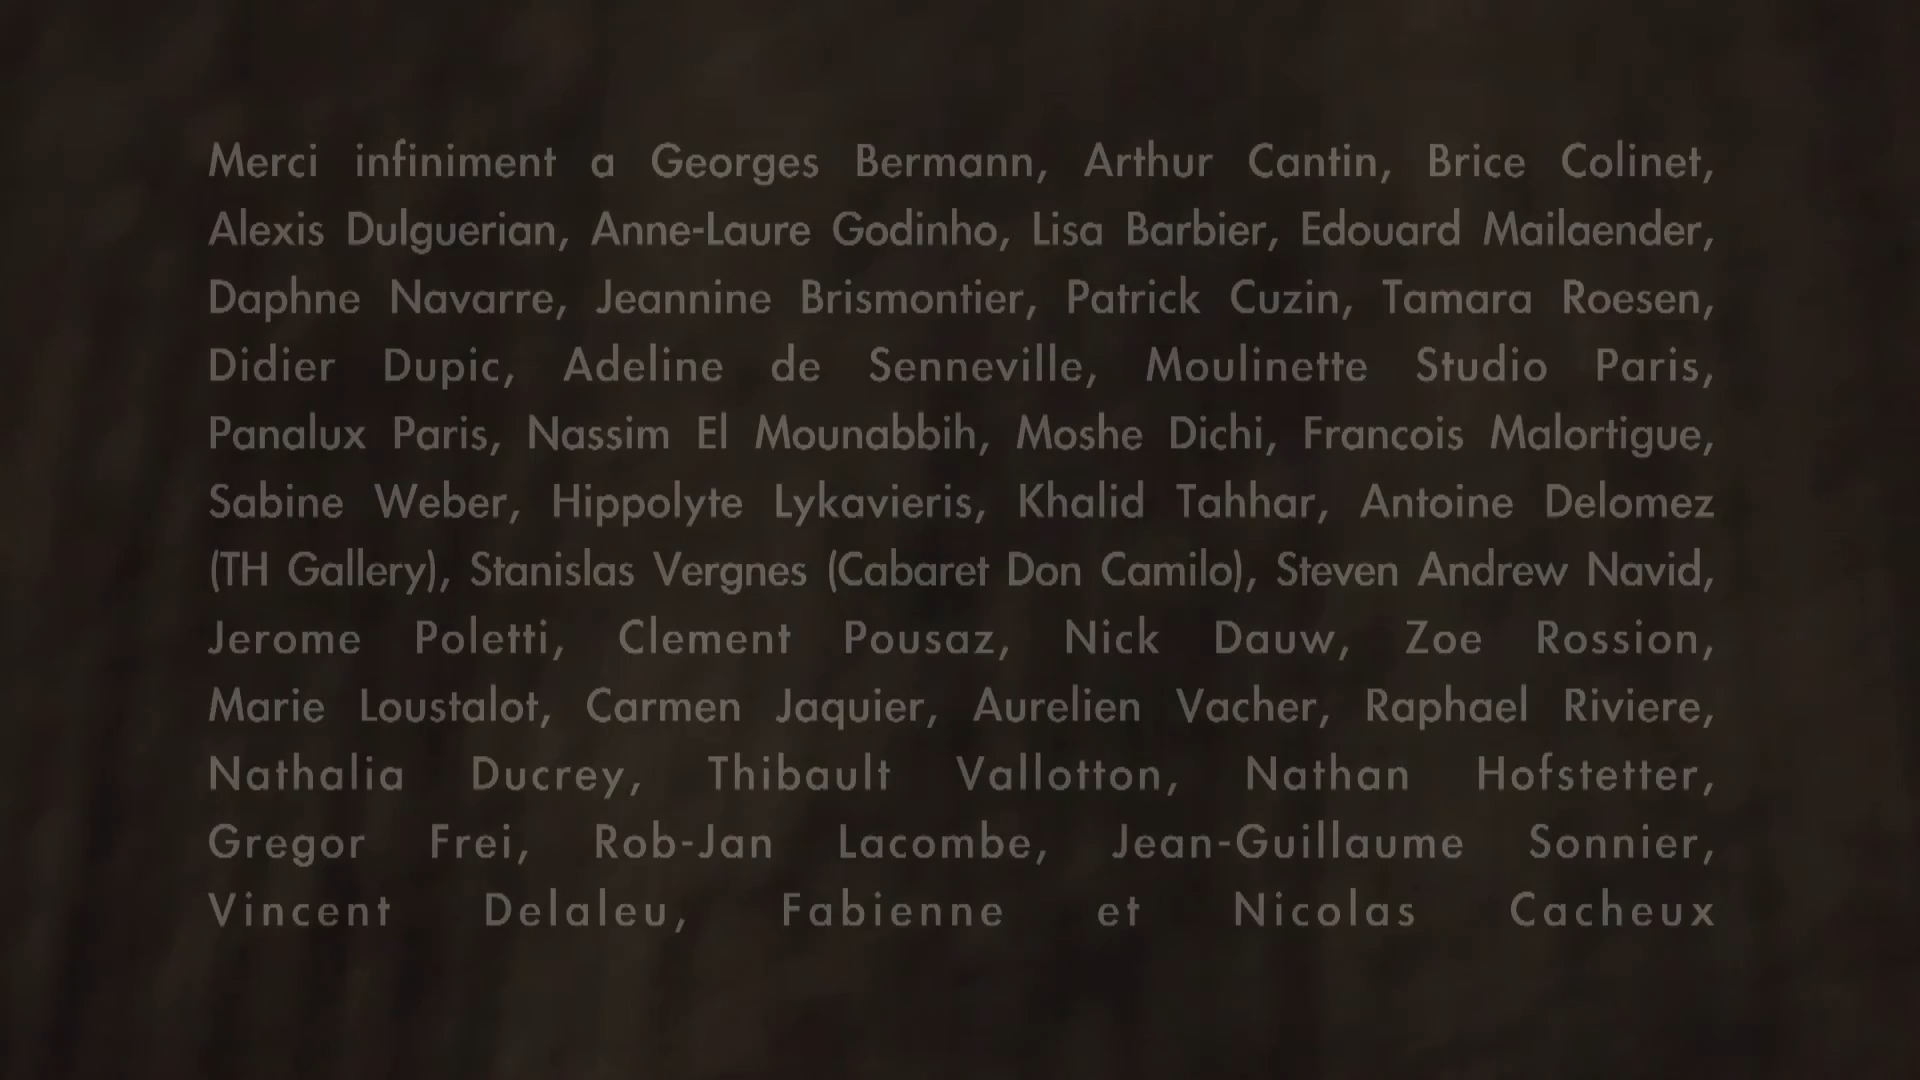 Merci infiniment a Georges Bermann, Arthur Cantin, Brice Colinet,
Alexis Dulguerian, Anne-Laure Godinho, Lisa Barbier, Edouard Mailaender,
Daphne Navarre, Jeannine Brismontier, Patrick Cuzin, Tamara Roesen,
Didier Dupic, Adeline de Senneville, Moulinette Studio Paris,
Panalux Paris, Nassim El Mounabbih, Moshe Dichi, Francois Malortigue,
Sabine Weber, Hippolyte Lykavieris, Khalid Tahhar, Antoine Delomez
(TH Gallery), Stanislas Vergnes (Cabaret Don Camilo), Steven Andrew Navid,
Jerome Poletti, Clement Pousaz, Nick Dauw, Zoe Rossion,
Marie Loustalot, Carmen Jaquier, Aurelien Vacher, Raphael Riviere,
Nathalia Ducrey, Thibault Vallotton, Nathan Hofstetter,
Gregor Frei, Rob-Jan Lacombe, Jean-Guillaume Sonnier,
Vincent Delaleu, Fabienne et Nicolas Cacheux